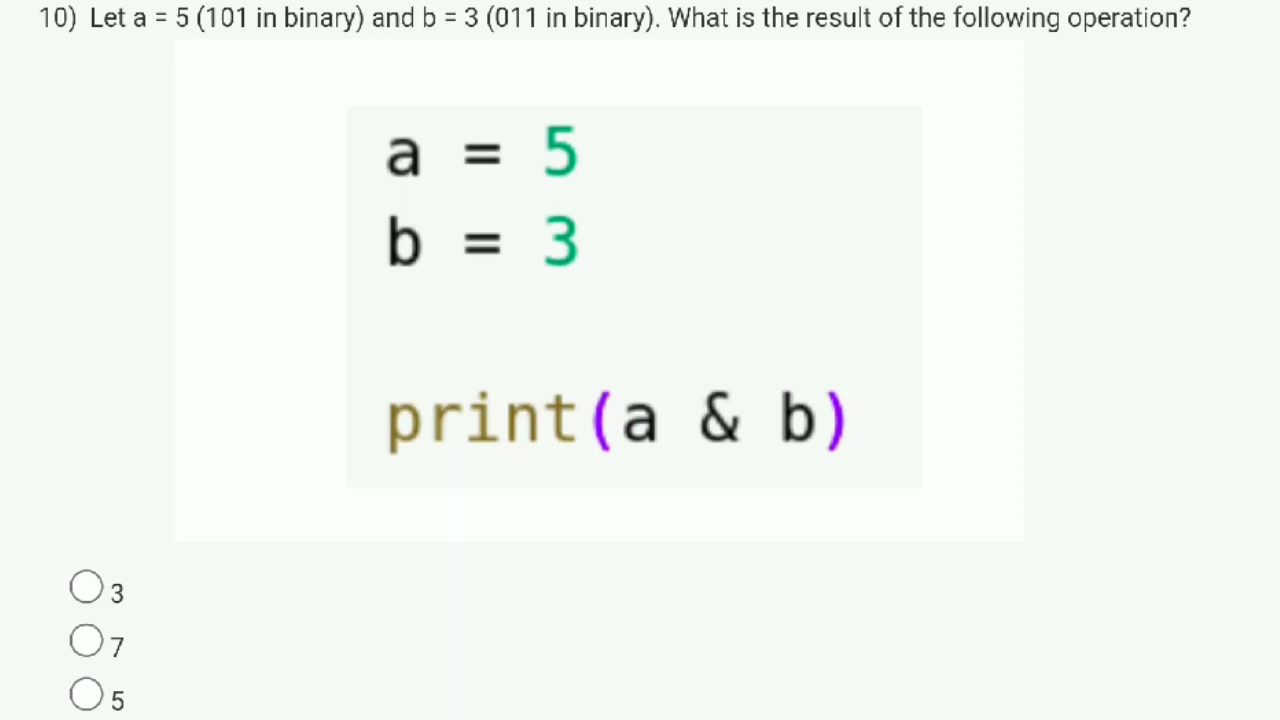 10) Let a = 5 (101 in binary) and b = 3 (011 in binary). What is the result of the following operation?
a = 5
b = 3
print(a & b)
3
7
5